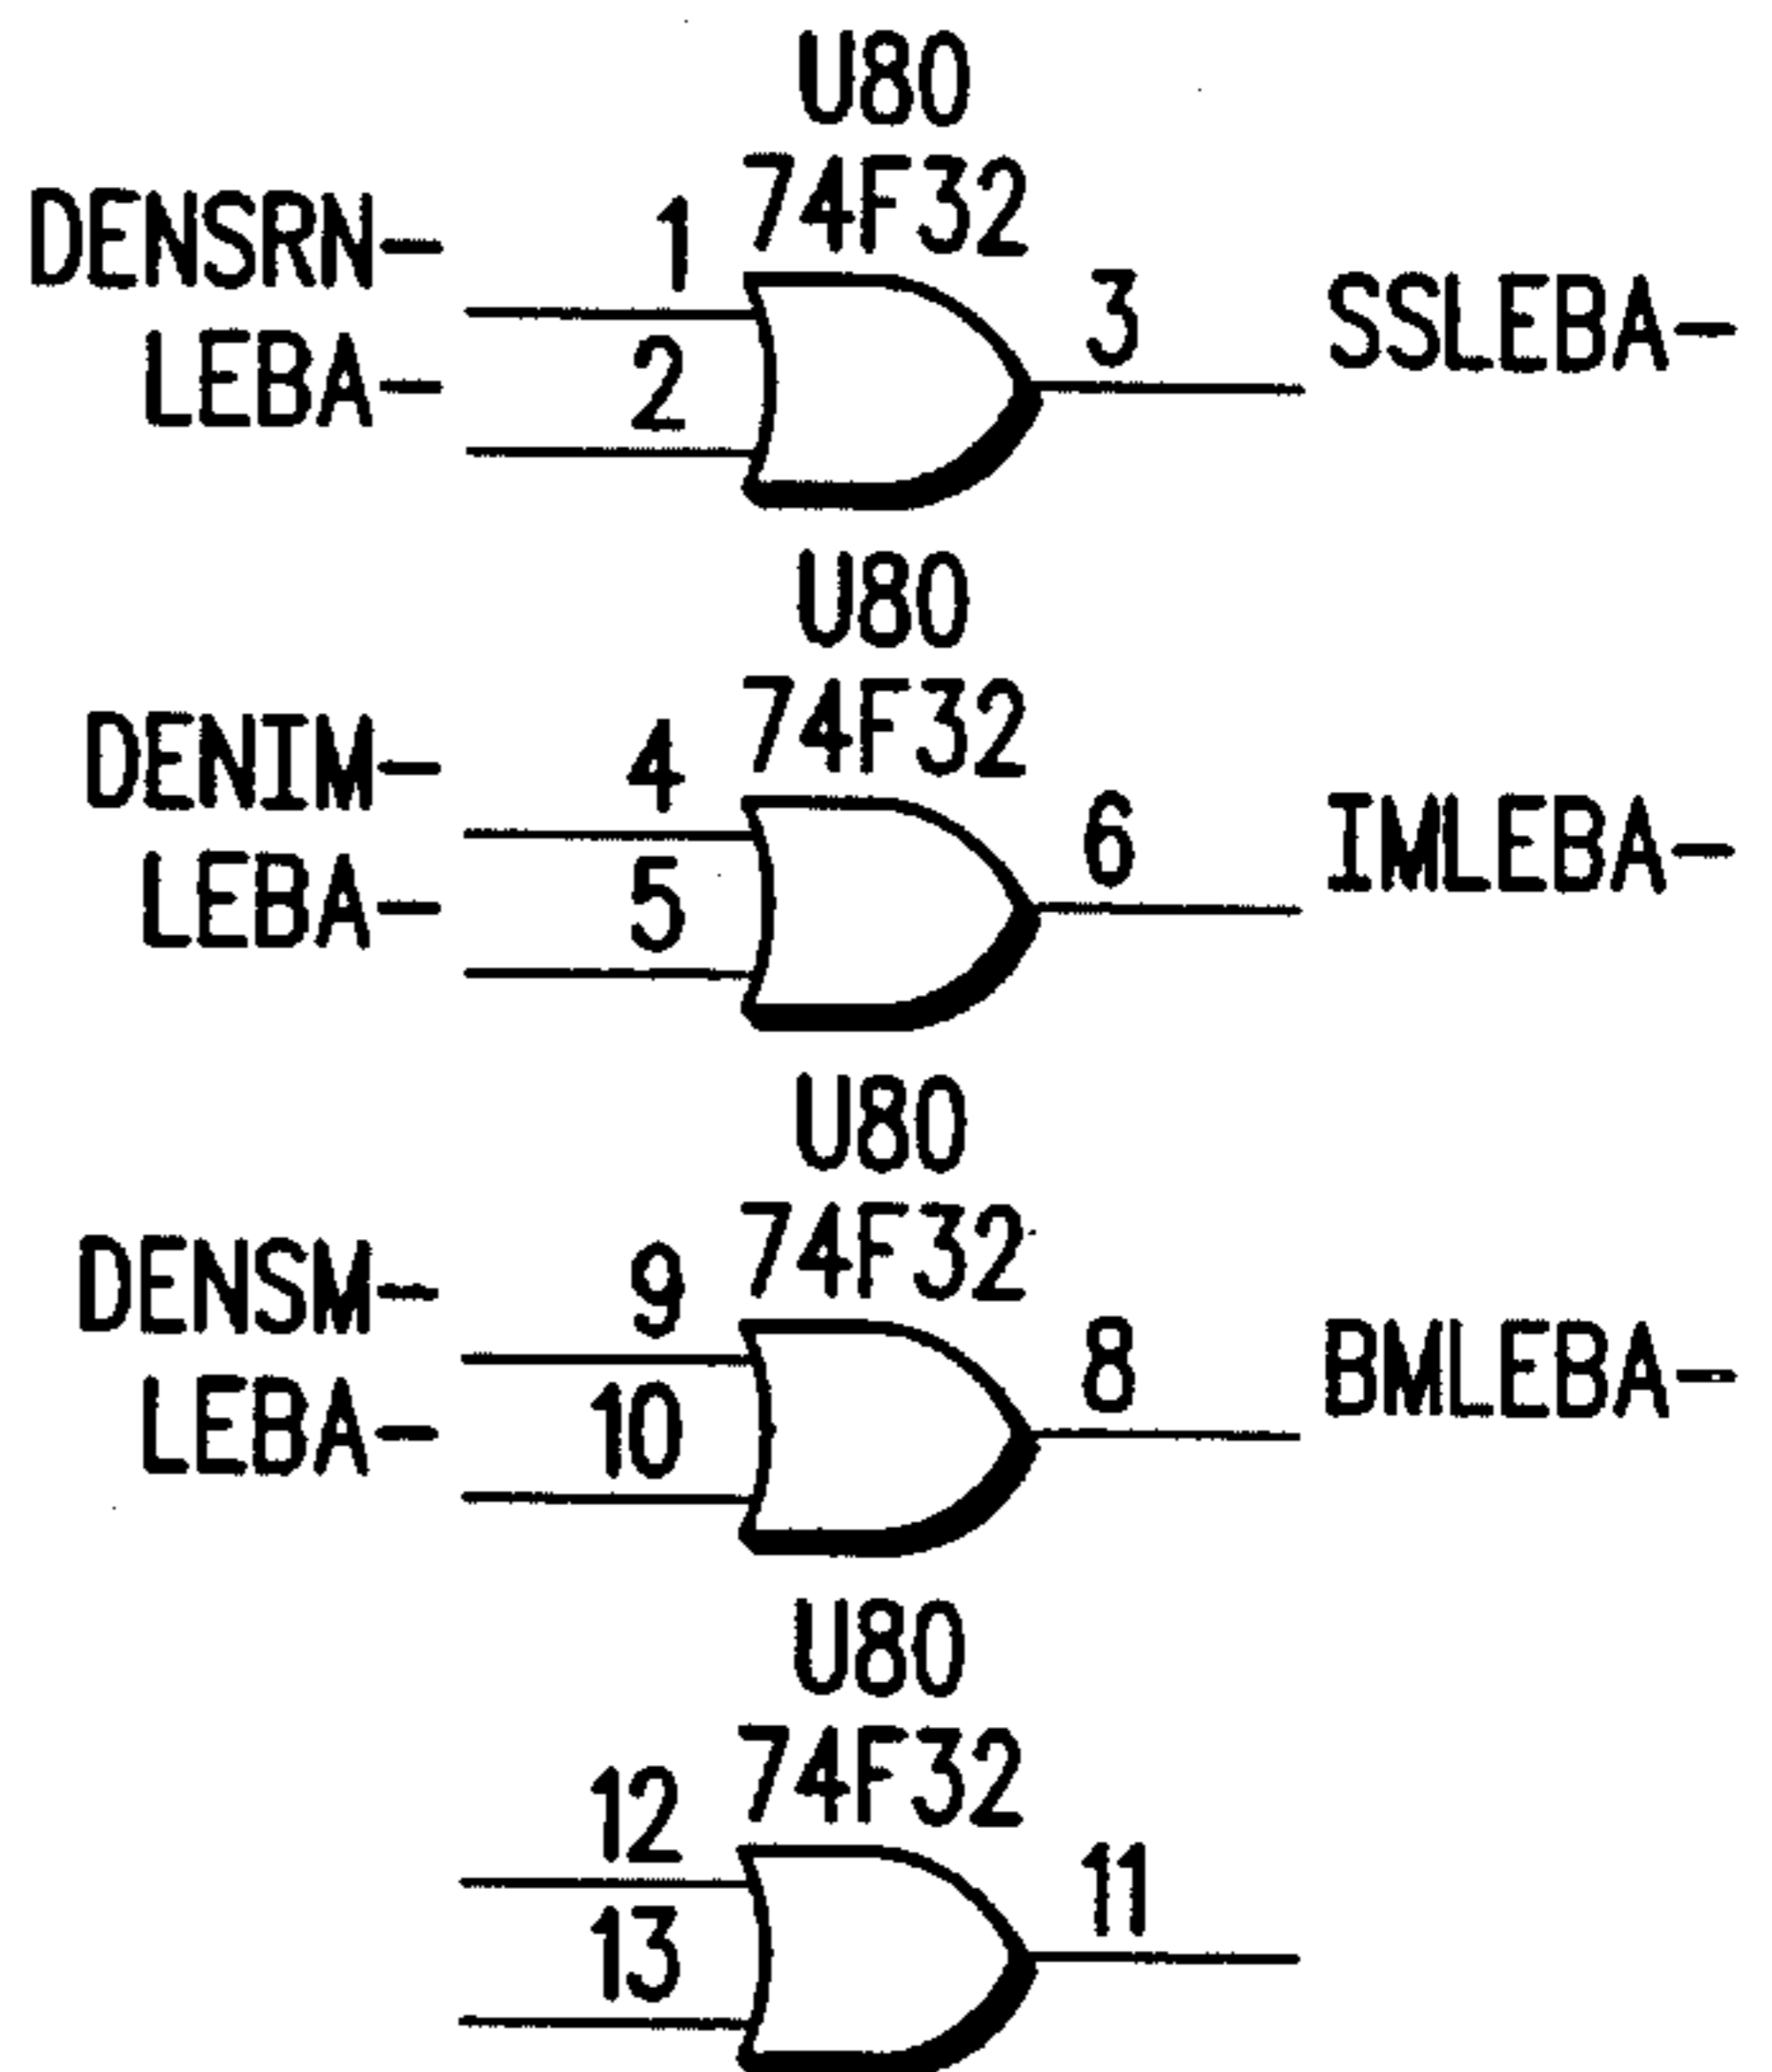 U80
74F32
DENSRN- 1
LEBA- 2
3 SSLEBA-
U80
74F32
DENIM- 4
LEBA- 5
6 IMLEBA-
U80
74F32
DENSM- 9
LEBA- 10
8 BMLEBA-
U80
74F32
12
13
11